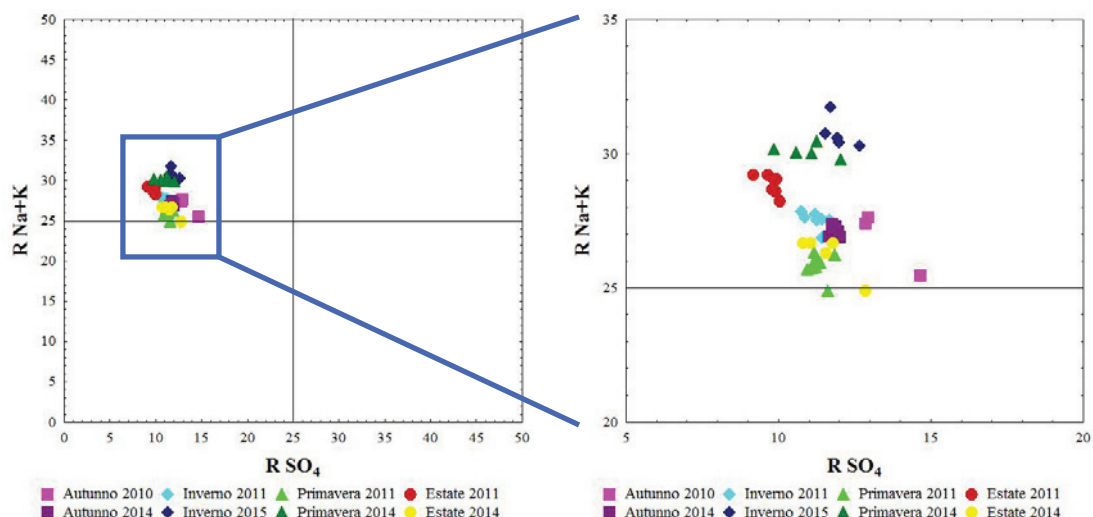 50
45
40
35
30
25
20
15
10
5
0
R Na+K
0 5 10 15 20 25 30 35 40 45 50
R SO₄
Autunno 2010 Inverno 2011 Primavera 2011 Estate 2011
Autunno 2014 Inverno 2015 Primavera 2014 Estate 2014
35
30
25
20
R Na+K
5 10 15 20
R SO₄
Autunno 2010 Inverno 2011 Primavera 2011 Estate 2011
Autunno 2014 Inverno 2015 Primavera 2014 Estate 2014